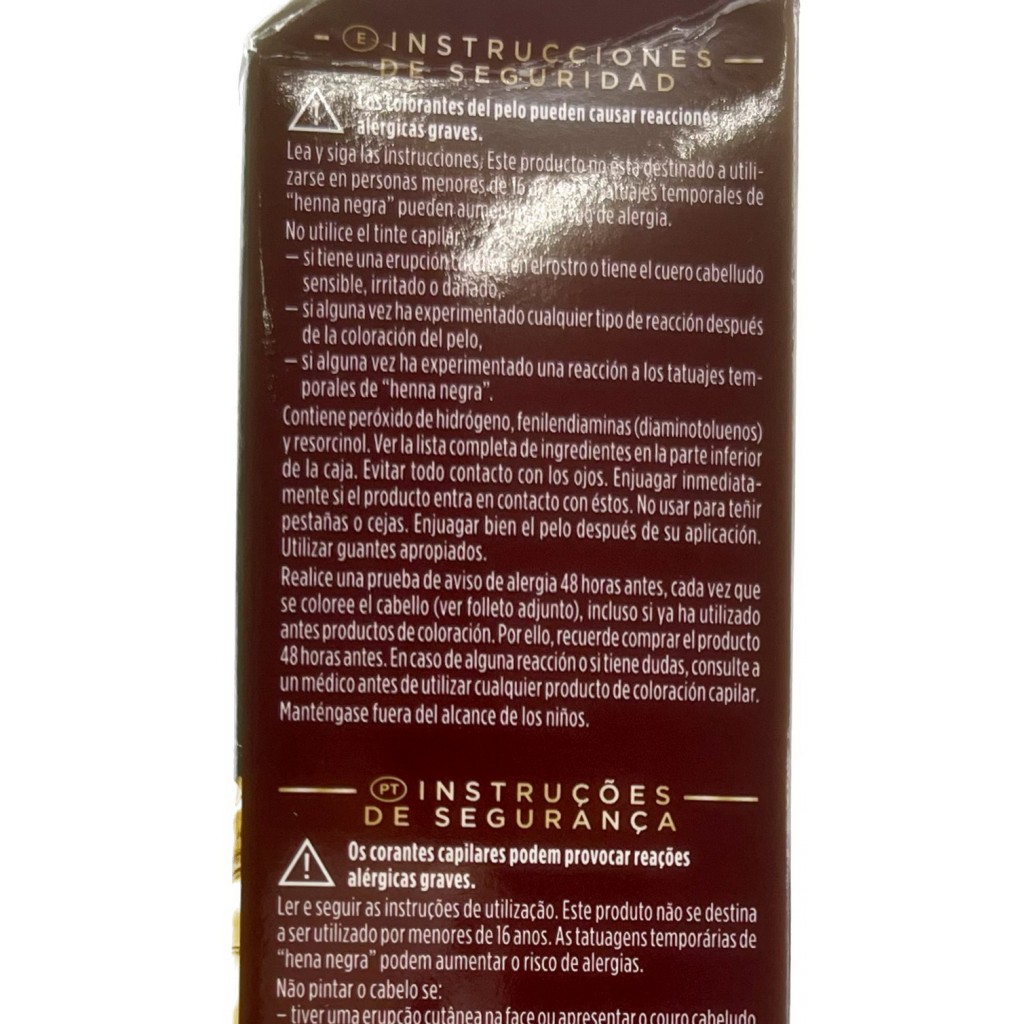 E INSTRUCCIONES
DE SEGURIDAD
Los colorantes del pelo pueden causar reacciones
alérgicas graves.
Lea y siga las instrucciones. Este producto no está destinado a utili-
zarse en personas menores de 16 tatuajes temporales de
“henna negra” pueden de alergia.
No utilice el tinte capilar:
– si tiene una erupción en el rostro o tiene el cuero cabelludo
sensible, irritado o dañado,
– si alguna vez ha experimentado cualquier tipo de reacción después
de la coloración del pelo,
– si alguna vez ha experimentado una reacción a los tatuajes tem-
porales de “henna negra”.
Contiene peróxido de hidrógeno, fenilendiaminas (diaminotoluenos)
y resorcinol. Ver la lista completa de ingredientes en la parte inferior
de la caja. Evitar todo contacto con los ojos. Enjuagar inmediata-
mente si el producto entra en contacto con éstos. No usar para teñir
pestañas o cejas. Enjuagar bien el pelo después de su aplicación.
Utilizar guantes apropiados.
Realice una prueba de aviso de alergia 48 horas antes, cada vez que
se coloree el cabello (ver folleto adjunto), incluso si ya ha utilizado
antes productos de coloración. Por ello, recuerde comprar el producto
48 horas antes. En caso de alguna reacción o si tiene dudas, consulte a
un médico antes de utilizar cualquier producto de coloración capilar.
Manténgase fuera del alcance de los niños.
PT INSTRUÇÕES
DE SEGURANÇA
Os corantes capilares podem provocar reações
alérgicas graves.
Ler e seguir as instruções de utilização. Este produto não se destina
a ser utilizado por menores de 16 anos. As tatuagens temporárias de
“hena negra” podem aumentar o risco de alergias.
Não pintar o cabelo se:
– tiver uma erupção cutânea na face ou apresentar o couro cabeludo